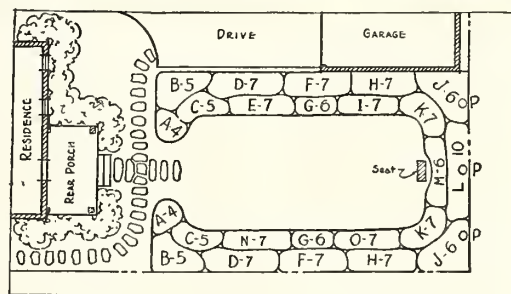 DRIVE GARAGE
B-5 D-7 F-7 H-7 J-6 P
C-5 E-7 G-6 I-7 K-7
A-4
RESIDENCE
REAR PORCH
Seat
M-6
L 10 P
A-4
C-5 N-7 G-6 O-7 K-7
B-5 D-7 F-7 H-7 J-6 P